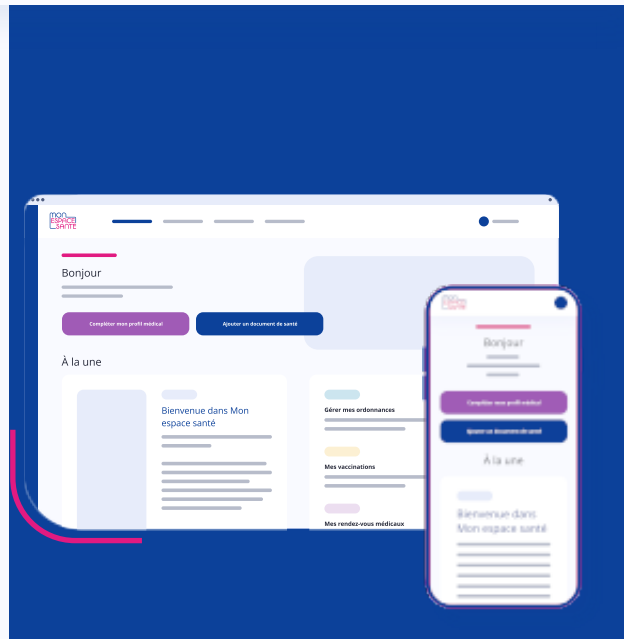 mon
ESPACE
SANTÉ
Bonjour
Compléter mon profil médical
Ajouter un document de santé
À la une
Bienvenue dans Mon
espace santé
Gérer mes ordonnances
Mes vaccinations
Mes rendez-vous médicaux
Bonjour
Compléter mon profil médical
Ajouter un document de santé
À la une
Bienvenue dans
Mon espace santé